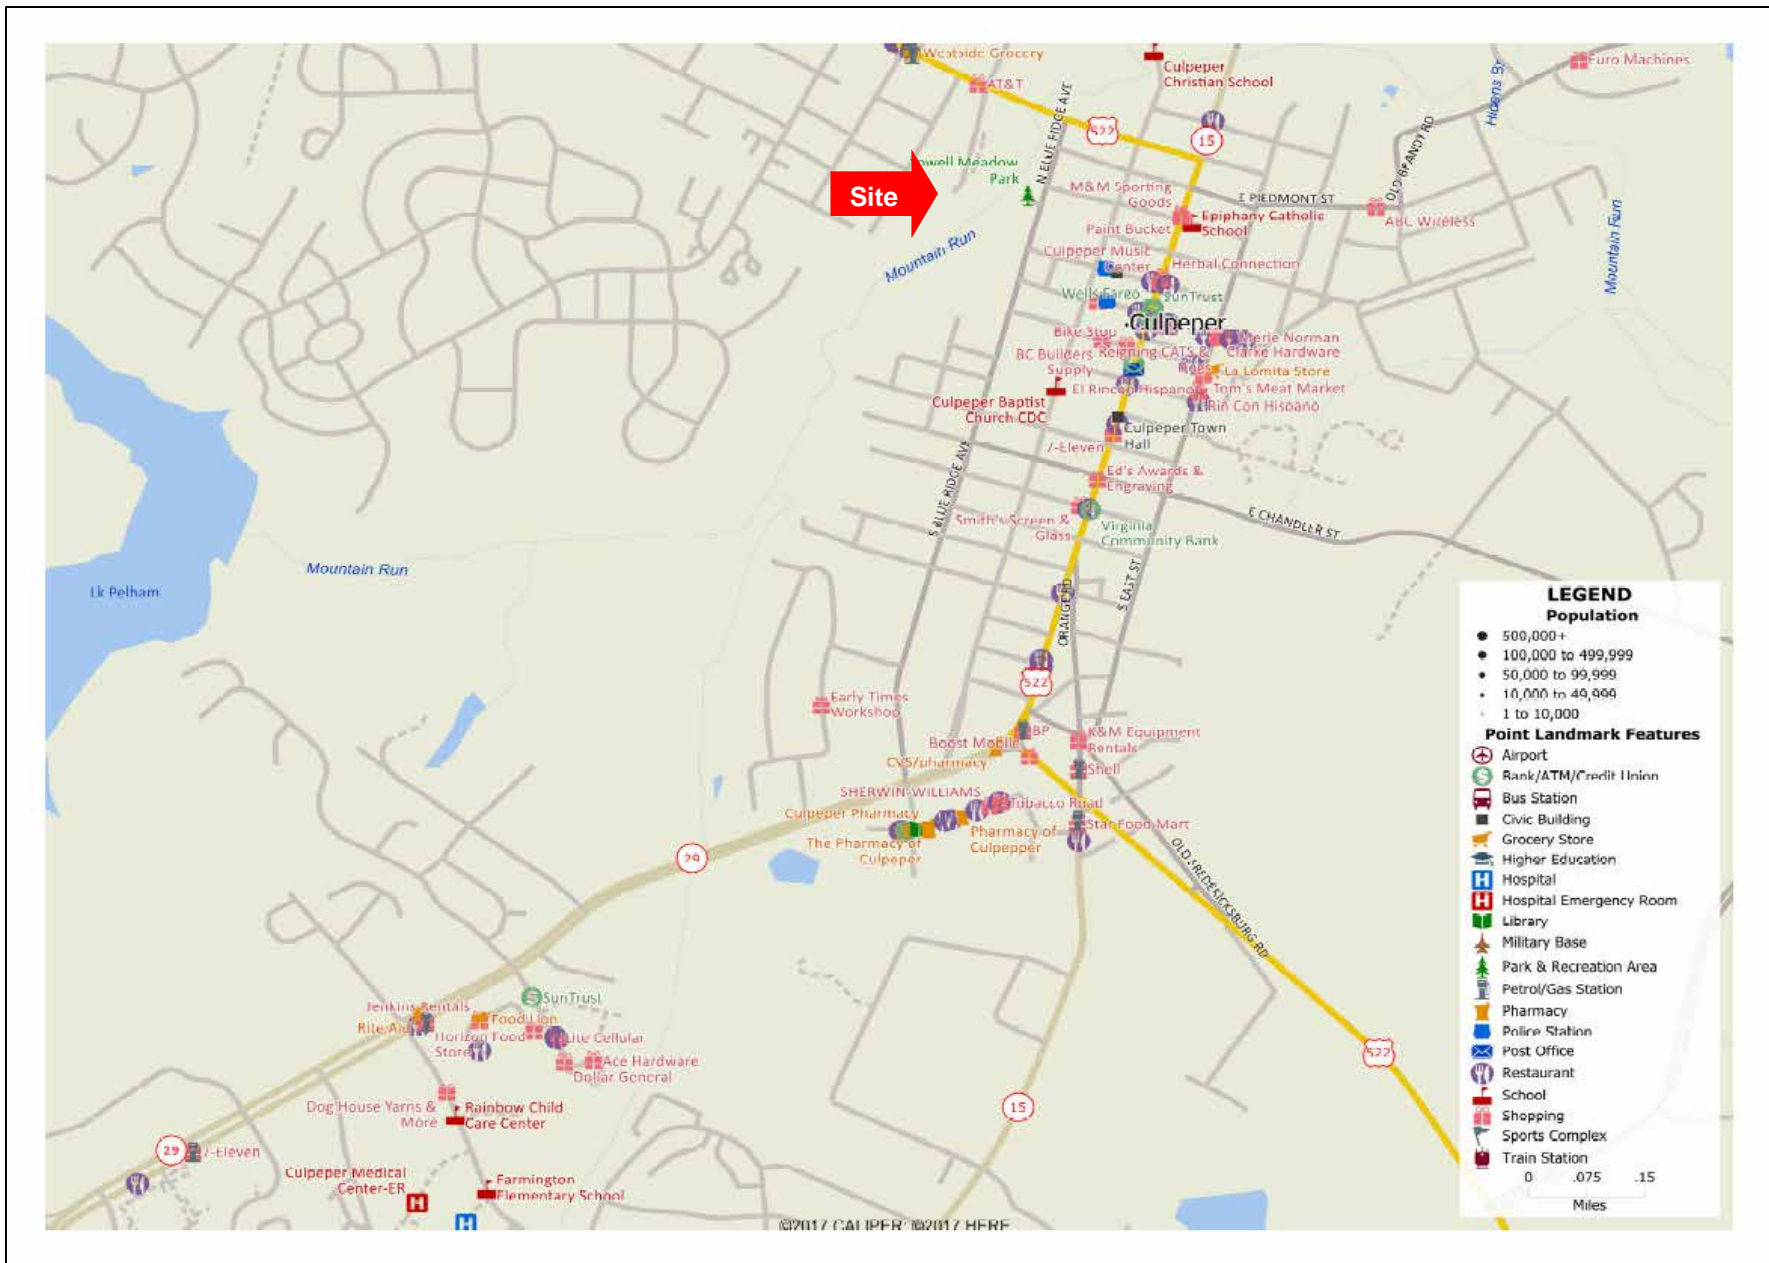 Westside Grocery
AT&T
Culpeper
Christian School
Euro Machines
N BLUE RIDGE AVE
522
15
OLD BRANDY RD
Meadow
Park
Site
M&M Sporting
Goods
E PIEDMONT ST
ABC Wireless
Epiphany Catholic
School
Paint Bucket
Mountain Run
Mountain Run
Culpeper Music
Center
Herbal Connection
Wells Fargo
SunTrust
Culpeper
Bike Stop
Merle Norman
BC Builders
Supply
Reigning CATS &
Clarke Hardware
La Lomita Store
El Rincon Hispano
Tom's Meat Market
Rin Con Hispano
Culpeper Baptist
Church CDC
Culpeper Town
Hall
7-Eleven
S BLUE RIDGE AVE
Ed's Awards &
Engraving
Smith's Screen &
Glass
Virginia
Community Bank
E CHANDLER ST
Mountain Run
Lk Pelham
ORANGE RD
S EAST ST
522
Early Times
Workshop
BP
K&M Equipment
Rentals
Boost Mobile
CVS/pharmacy
Shell
SHERWIN-WILLIAMS
Tobacco Road
Culpeper Pharmacy
The Pharmacy of
Culpeper
Pharmacy of
Culpepper
Star Food Mart
OLD FREDERICKSBURG RD
29
SunTrust
Jenkins Rentals
Rite Aid
Food Lion
Horizon Food
Store
Lite Cellular
Ace Hardware
Dollar General
522
15
Dog House Yarns &
More
Rainbow Child
Care Center
29
7-Eleven
Culpeper Medical
Center-ER
Farmington
Elementary School
©2017 CALIPER; ©2017 HERE
LEGEND
Population
500,000+
100,000 to 499,999
50,000 to 99,999
10,000 to 49,999
1 to 10,000
Point Landmark Features
Airport
Bank/ATM/Credit Union
Bus Station
Civic Building
Grocery Store
Higher Education
Hospital
Hospital Emergency Room
Library
Military Base
Park & Recreation Area
Petrol/Gas Station
Pharmacy
Police Station
Post Office
Restaurant
School
Shopping
Sports Complex
Train Station
0 .075 .15
Miles